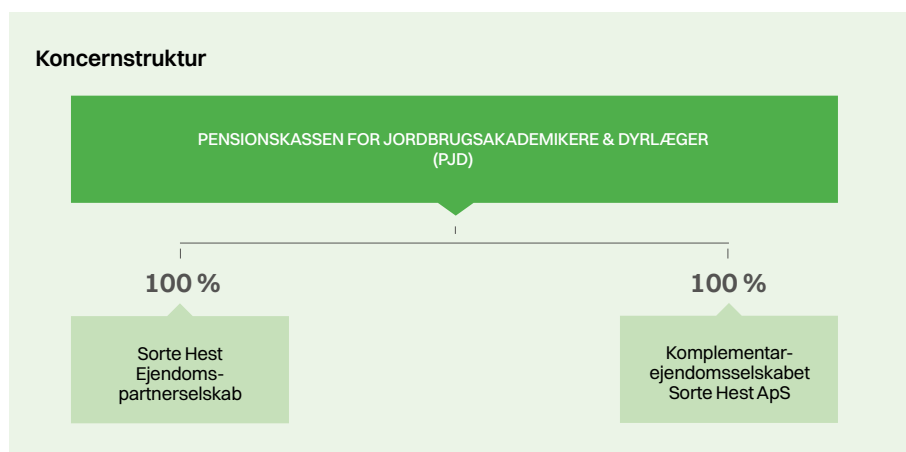 Koncernstruktur
PENSIONSKASSEN FOR JORDBRUGSAKADEMIKERE & DYRLÆGER
(PJD)
100 %
100 %
Sorte Hest
Ejendoms-
partnerselskab
Komplementar-
ejendomsselskabet
Sorte Hest ApS